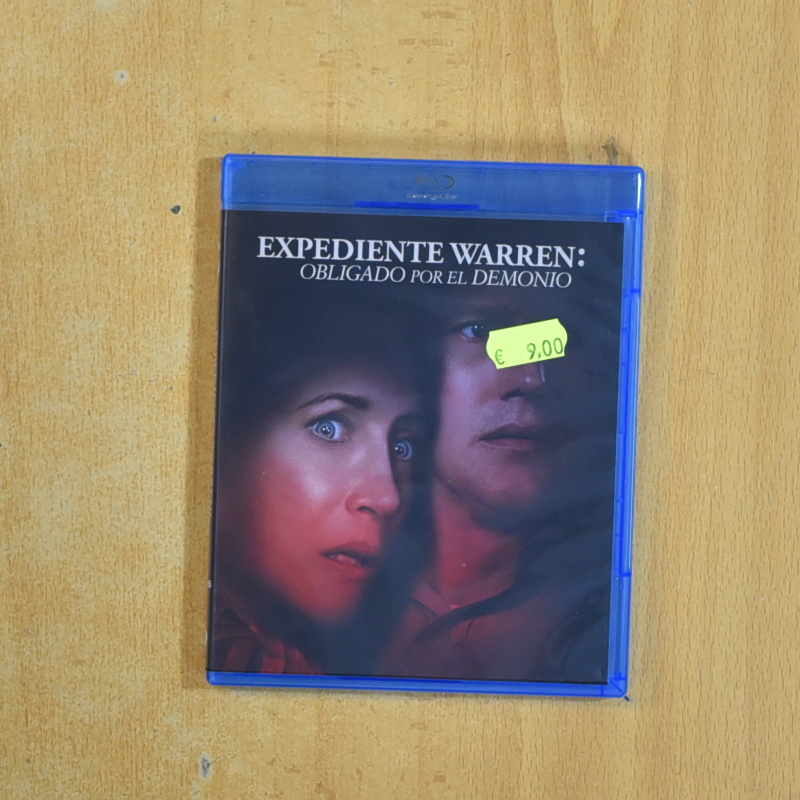 EXPEDIENTE WARREN:
OBLIGADO POR EL DEMONIO
€ 9,00